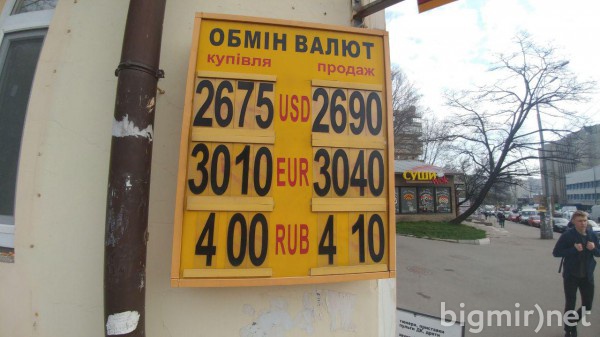 ОБМІН ВАЛЮТ
купівля продаж
2675 USD 2690
3010 EUR 3040
4 00 RUB 4 10
СУШИ
bigmir)net